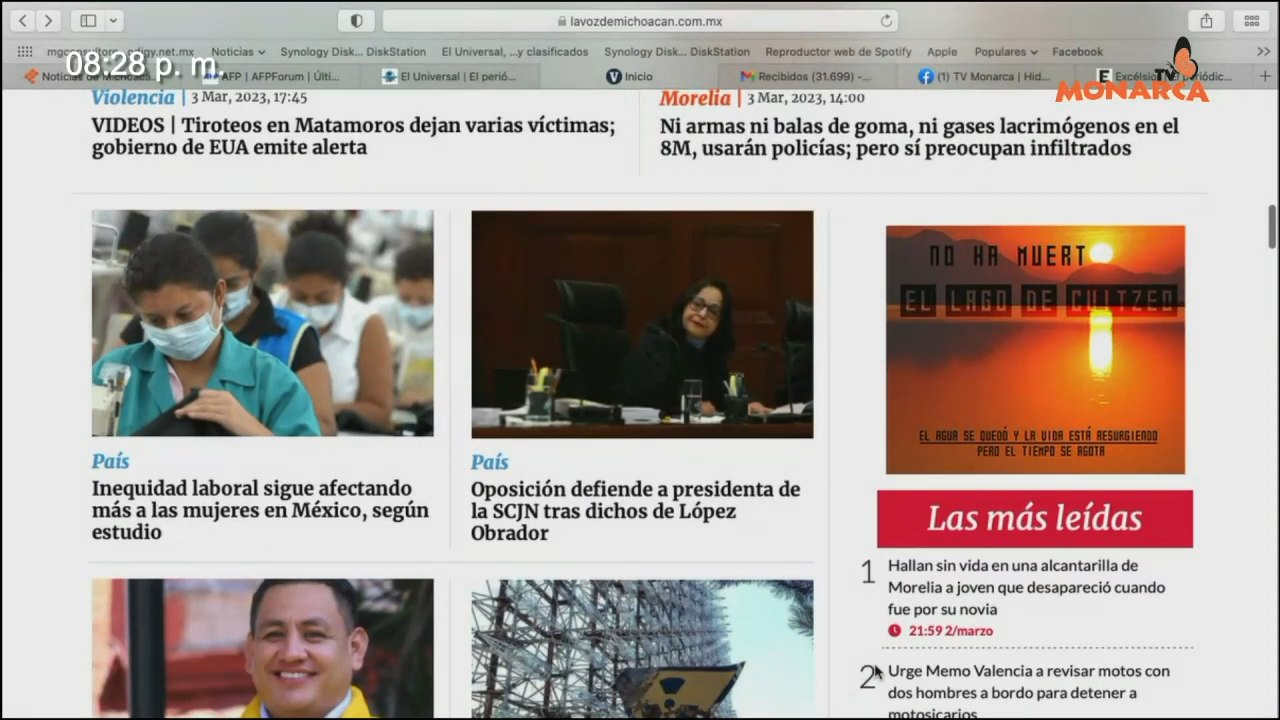 lavozdemichoacan.com.mx
Noticias
Synology Disk... DiskStation
El Universal, ...y clasificados
Synology Disk... DiskStation
Reproductor web de Spotify
Apple
Populares
Facebook
08:28 p. m.
AFP | AFPForum | Últi...
El Universal | El perió...
Inicio
Recibidos (31.699) -...
(1) TV Monarca | Hid...
TV
MONARCA
Violencia | 3 Mar, 2023, 17:45
VIDEOS | Tiroteos en Matamoros dejan varias víctimas;
gobierno de EUA emite alerta
Morelia | 3 Mar, 2023, 14:00
Ni armas ni balas de goma, ni gases lacrimógenos en el
8M, usarán policías; pero sí preocupan infiltrados
País
Inequidad laboral sigue afectando
más a las mujeres en México, según
estudio
País
Oposición defiende a presidenta de
la SCJN tras dichos de López
Obrador
NO HA MUERT
EL LAGO DE CUITZEO
EL AGUA SE QUEDÓ Y LA VIDA ESTÁ RESURGIENDO
PERO EL TIEMPO SE AGOTA
Las más leídas
1 Hallan sin vida en una alcantarilla de
Morelia a joven que desapareció cuando
fue por su novia
21:59 2/marzo
2 Urge Memo Valencia a revisar motos con
dos hombres a bordo para detener a
motosicarios